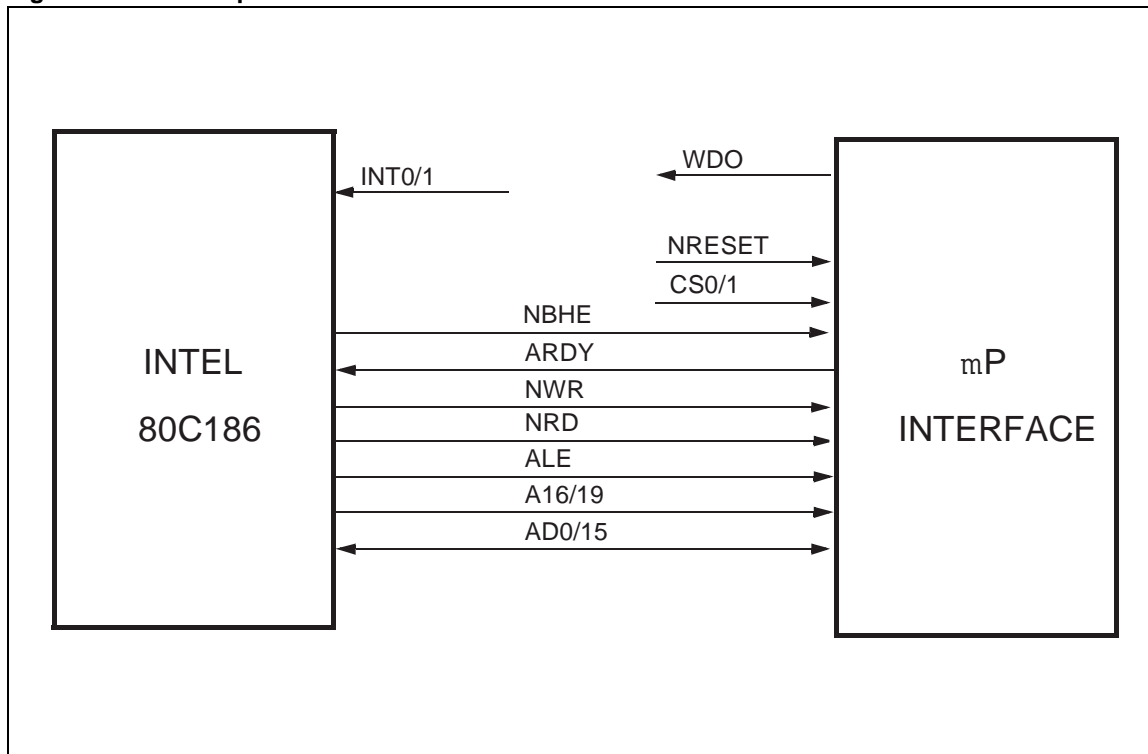 INT0/1
WDO
NRESET
CS0/1
NBHE
ARDY
NWR
NRD
ALE
A16/19
AD0/15
INTEL
80C186
mP
INTERFACE